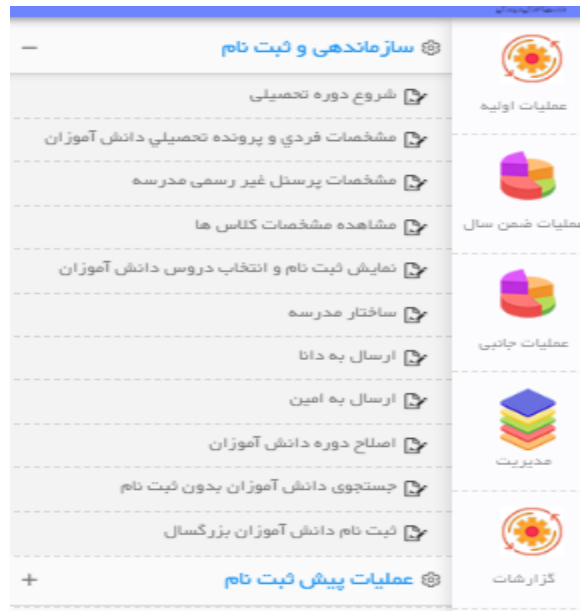 عملیات اولیه
عملیات ضمن سال
عملیات جانبی
مدیریت
گزارشات
سازماندهی و ثبت نام
شروع دوره تحصیلی
مشخصات فردي و پرونده تحصيلي دانش آموزان
مشخصات پرسنل غیر رسمی مدرسه
مشاهده مشخصات کلاس ها
نمایش ثبت نام و انتخاب دروس دانش آموزان
ساختار مدرسه
ارسال به دانا
ارسال به امین
اصلاح دوره دانش آموزان
جستجوی دانش آموزان بدون ثبت نام
ثبت نام دانش آموزان بزرگسال
عملیات پیش ثبت نام